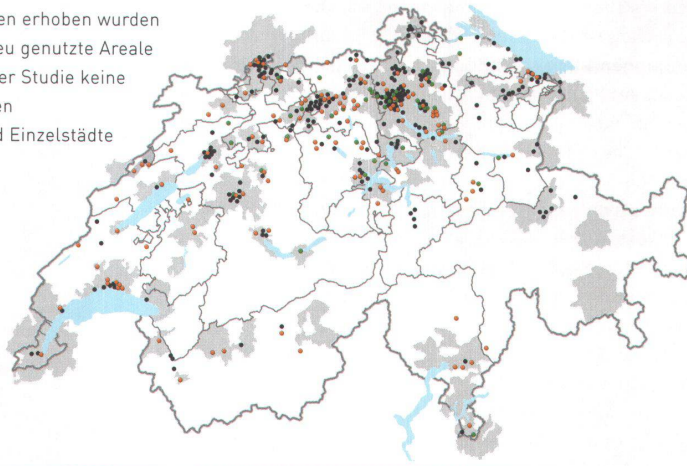 en erhoben wurden
eu genutzte Areale
er Studie keine
en
d Einzelstädte